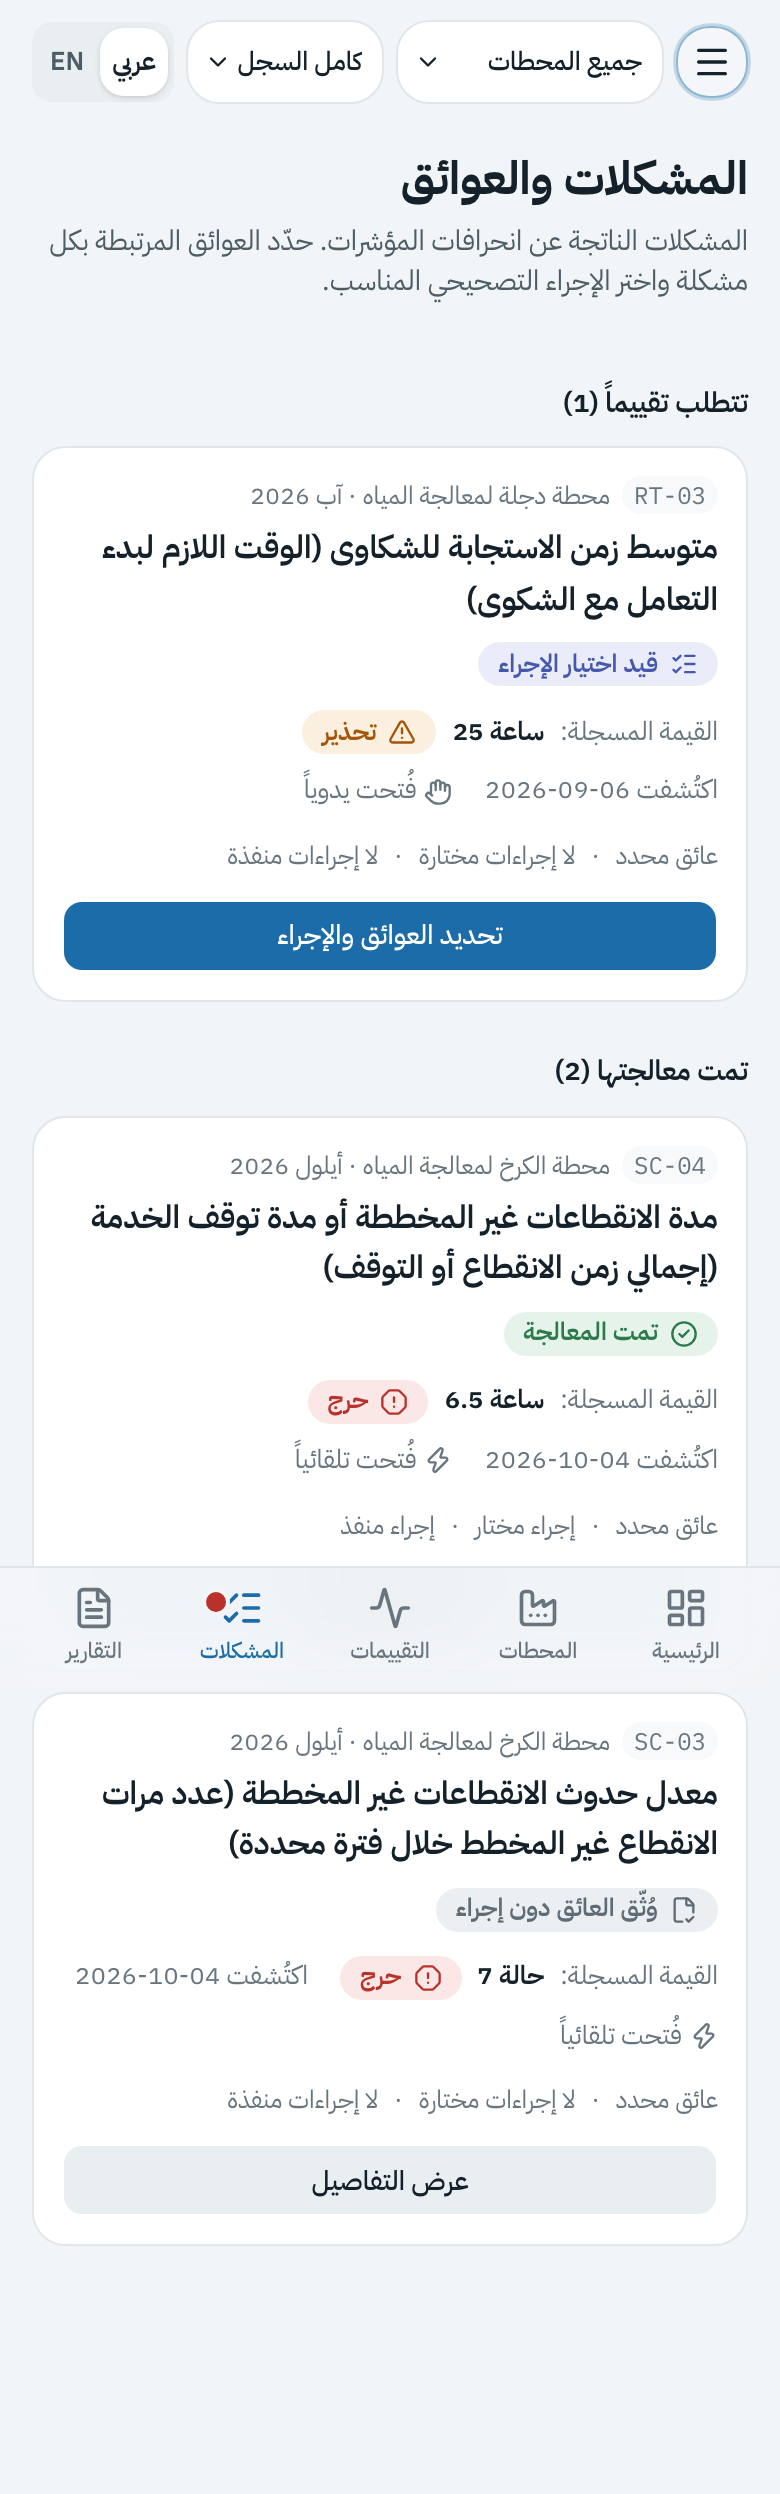 جميع المحطات
كامل السجل
عربي
EN
المشكلات والعوائق
المشكلات الناتجة عن انحرافات المؤشرات. حدّد العوائق المرتبطة بكل
مشكلة واختر الإجراء التصحيحي المناسب.
تتطلب تقييماً (1)
RT-03 محطة دجلة لمعالجة المياه · آب 2026
متوسط زمن الاستجابة للشكاوى (الوقت اللازم لبدء
التعامل مع الشكوى)
قيد اختيار الإجراء
القيمة المسجلة: 25 ساعة تحذير
اكتُشفت 2026-09-06 فُتحت يدوياً
عائق محدد · لا إجراءات مختارة · لا إجراءات منفذة
تحديد العوائق والإجراء
تمت معالجتها (2)
SC-04 محطة الكرخ لمعالجة المياه · أيلول 2026
مدة الانقطاعات غير المخططة أو مدة توقف الخدمة
(إجمالي زمن الانقطاع أو التوقف)
تمت المعالجة
القيمة المسجلة: 6.5 ساعة حرج
اكتُشفت 2026-10-04 فُتحت تلقائياً
عائق محدد · إجراء مختار · إجراء منفذ
الرئيسية
المحطات
التقييمات
المشكلات
التقارير
SC-03 محطة الكرخ لمعالجة المياه · أيلول 2026
معدل حدوث الانقطاعات غير المخططة (عدد مرات
الانقطاع غير المخطط خلال فترة محددة)
وُثّق العائق دون إجراء
القيمة المسجلة: 7 حالة حرج اكتُشفت 2026-10-04
فُتحت تلقائياً
عائق محدد · لا إجراءات مختارة · لا إجراءات منفذة
عرض التفاصيل